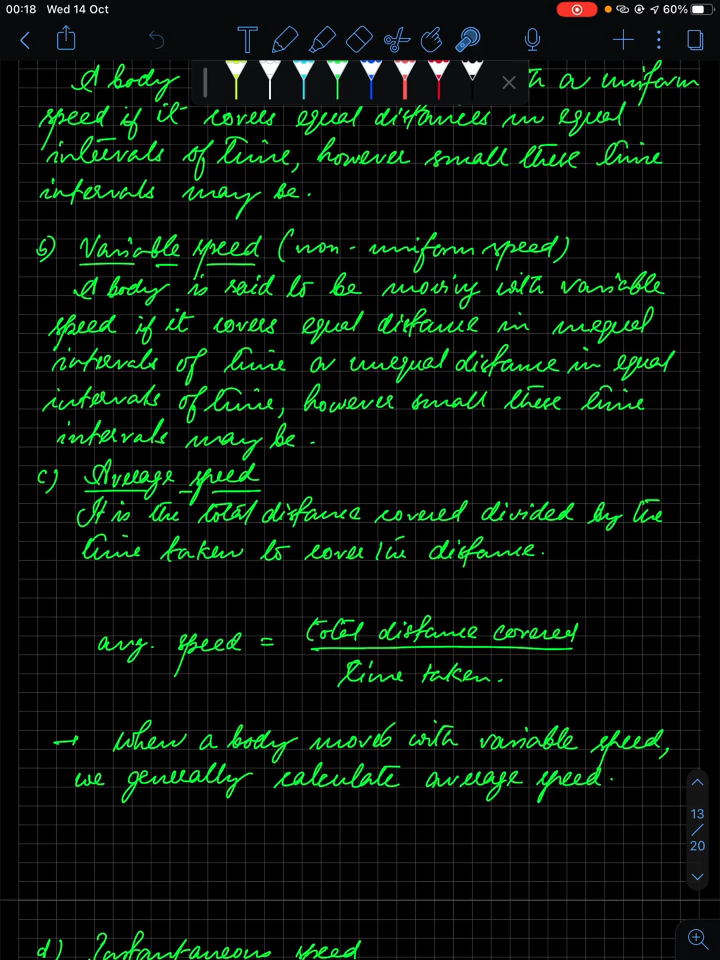 00:18 Wed 14 Oct
60%
A body
th a uniform
speed if it covers equal distances in equal
intervals of time, however small these time
intervals may be.
b) Variable speed (non-uniform speed)
A body is said to be moving with variable
speed if it covers equal distance in unequal
intervals of time or unequal distance in equal
intervals of time, however small these time
intervals may be.
c) Average speed
It is the total distance covered divided by the
time taken to cover the distance.
avg. speed = total distance covered
time taken.
→ When a body moves with variable speed,
we generally calculate average speed.
13
/
20
d) Instantaneous speed